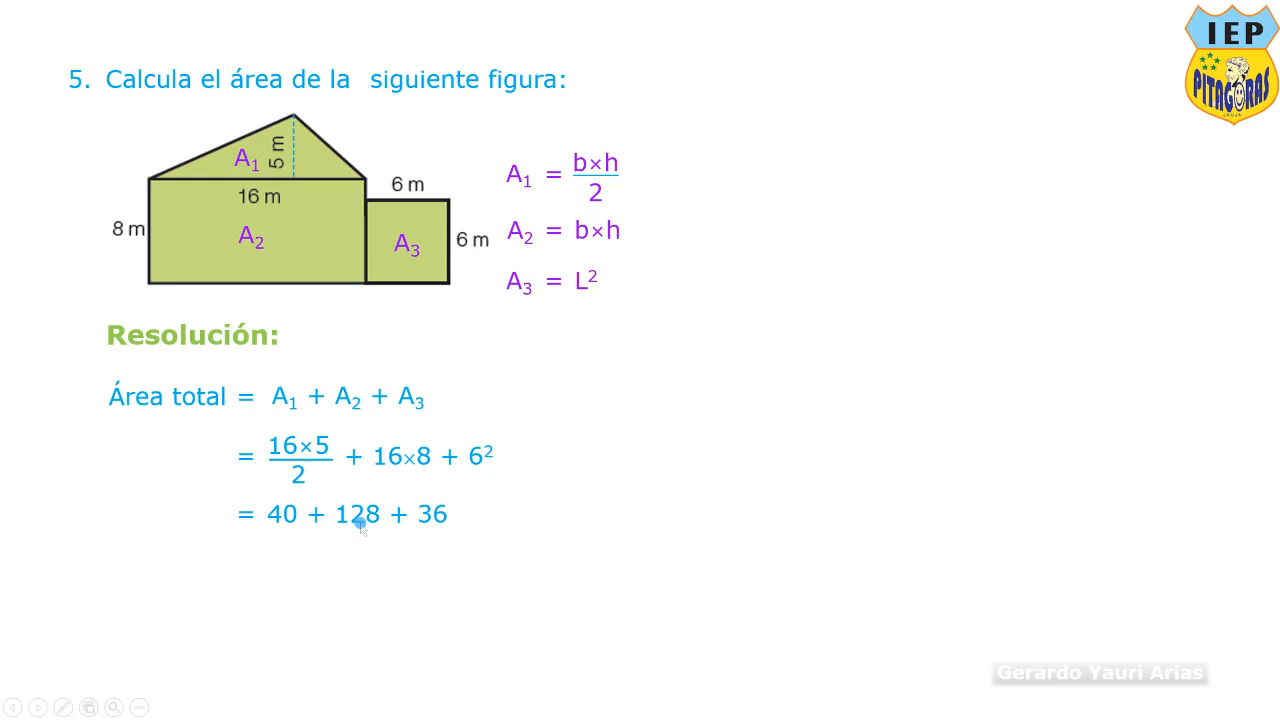 IEP
PITAGORAS
JAUJA
5. Calcula el área de la siguiente figura:
A₁
5 m
16 m
8 m
A₂
6 m
A₃
6 m
A₁ = b×h
2
A₂ = b×h
A₃ = L²
Resolución:
Área total = A₁ + A₂ + A₃
= 16×5 + 16×8 + 6²
2
= 40 + 128 + 36
Gerardo Yauri Arias